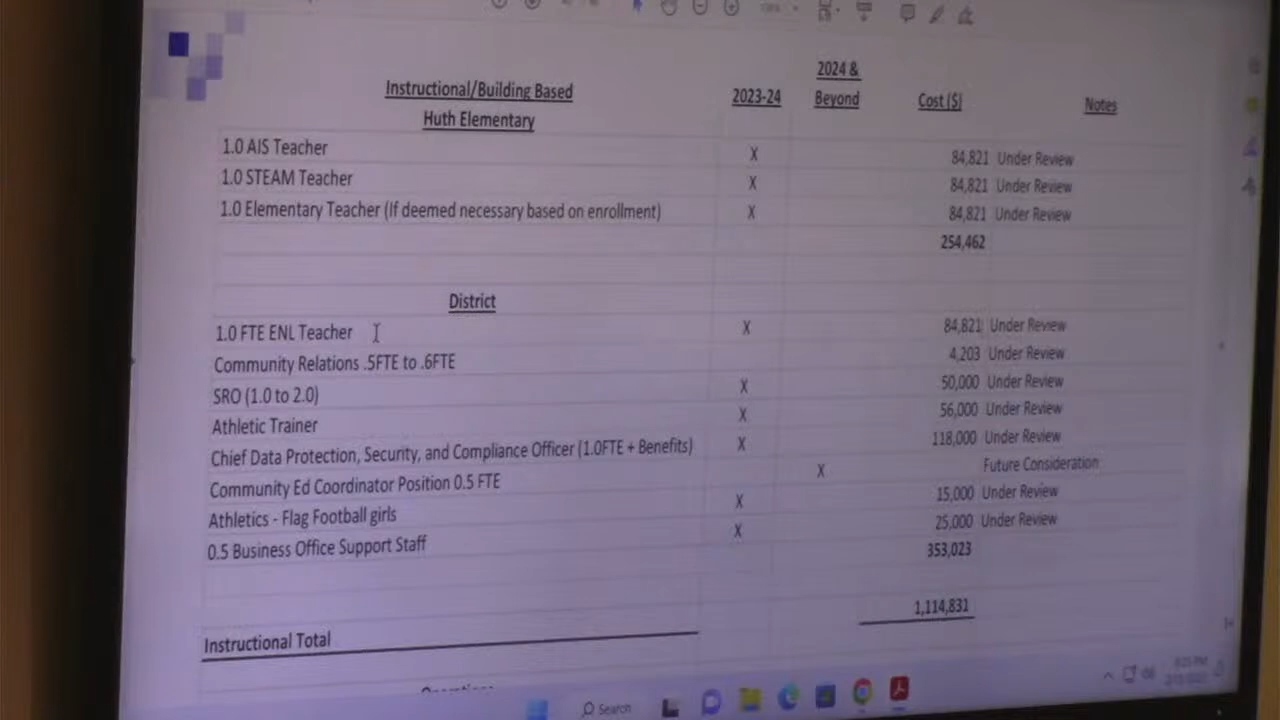 2024 &
Instructional/Building Based 2023-24 Beyond Cost ($) Notes
Huth Elementary
1.0 AIS Teacher X 84,821 Under Review
1.0 STEAM Teacher X 84,821 Under Review
1.0 Elementary Teacher (If deemed necessary based on enrollment) X 84,821 Under Review
254,462
District
1.0 FTE ENL Teacher X 84,821 Under Review
Community Relations .5FTE to .6FTE 4,203 Under Review
SRO (1.0 to 2.0) X 50,000 Under Review
Athletic Trainer X 56,000 Under Review
Chief Data Protection, Security, and Compliance Officer (1.0FTE + Benefits) X 118,000 Under Review
Community Ed Coordinator Position 0.5 FTE X Future Consideration
Athletics - Flag Football girls X 15,000 Under Review
0.5 Business Office Support Staff X 25,000 Under Review
353,023
1,114,831
Instructional Total
Search